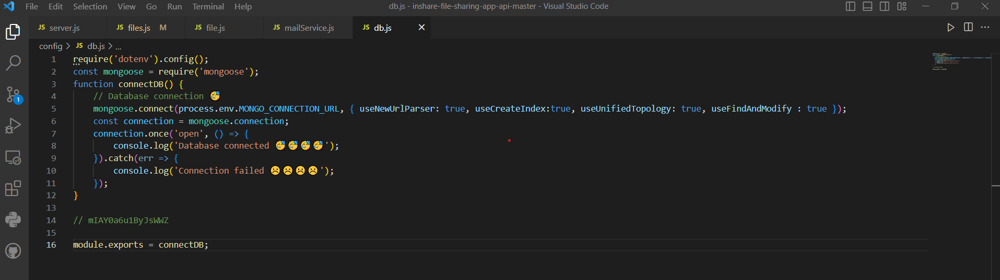 File Edit Selection View Go Run Terminal Help db.js - inshare-file-sharing-app-api-master - Visual Studio Code
JS server.js JS files.js M JS file.js JS mailService.js JS db.js
config > JS db.js > ...
1 require('dotenv').config();
2 const mongoose = require('mongoose');
3 function connectDB() {
4 // Database connection 🥳
5 mongoose.connect(process.env.MONGO_CONNECTION_URL, { useNewUrlParser: true, useCreateIndex:true, useUnifiedTopology: true, useFindAndModify : true });
6 const connection = mongoose.connection;
7 connection.once('open', () => {
8 console.log('Database connected 🥳🥳🥳🥳');
9 }).catch(err => {
10 console.log('Connection failed ☹️☹️☹️☹️');
11 });
12 }
13
14 // mIAY0a6u1ByJsWWZ
15
16 module.exports = connectDB;
1